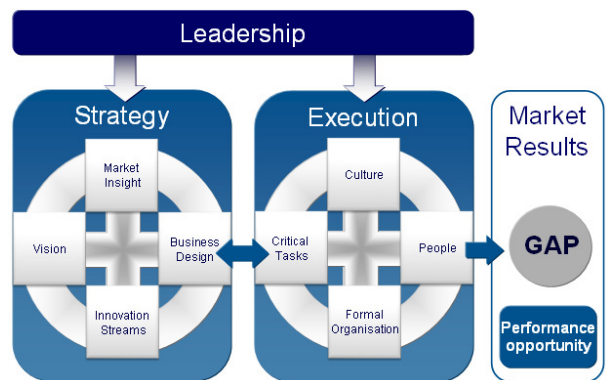 Leadership
Strategy
Market
Insight
Vision
Business
Design
Innovation
Streams
Execution
Culture
Critical
Tasks
People
Formal
Organisation
Market
Results
GAP
Performance
opportunity